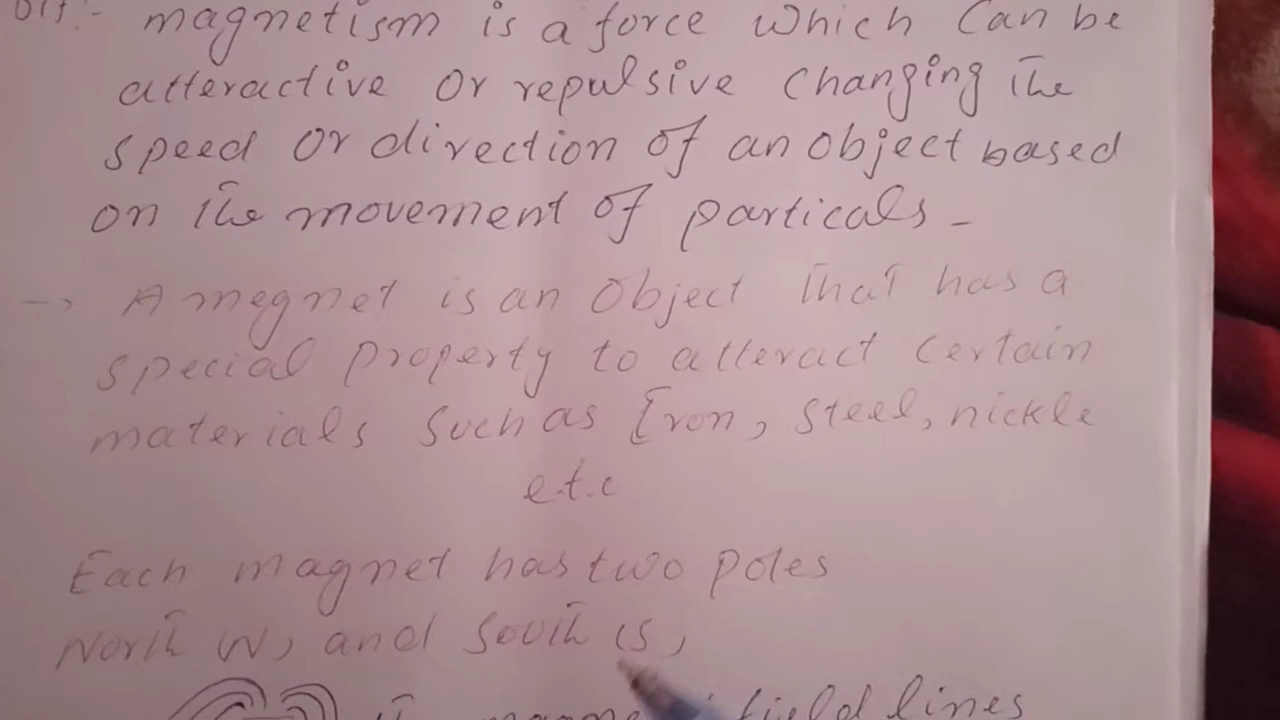 Dif:- magnetism is a force which can be
atteractive or repulsive changing the
speed or direction of an object based
on the movement of particals -
→ A megnet is an object that has a
special property to atteract certain
materials such as Iron, steel, nickle
e.t.c
Each magnet has two poles
North (N) and South (S)
field lines